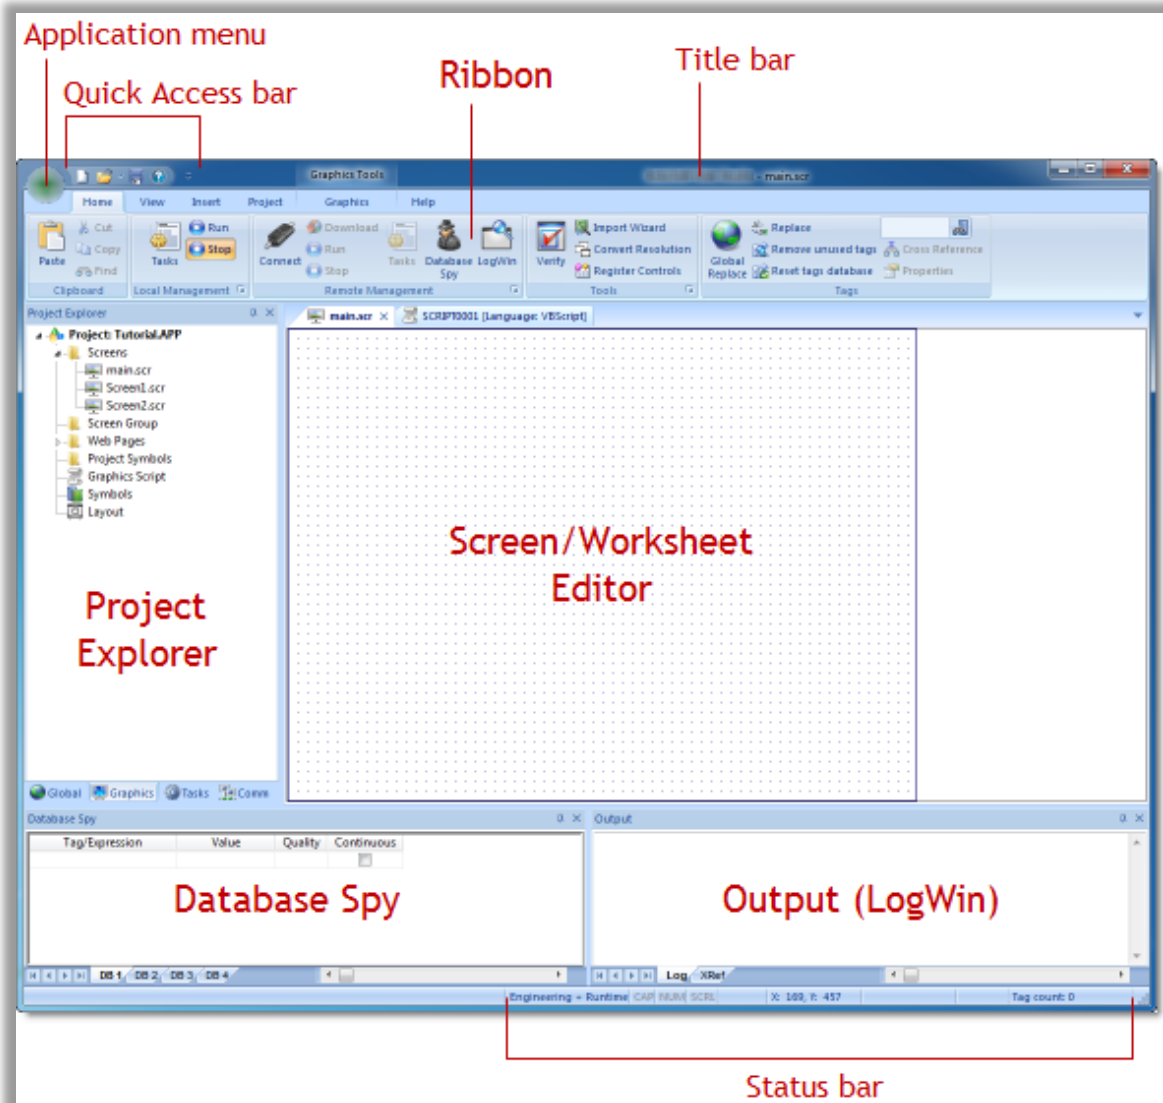 Application menu
Quick Access bar
Ribbon
Title bar
Graphics Tools
- main.scr
Home View Insert Project Graphics Help
Paste
Cut
Copy
Find
Clipboard
Tasks
Run
Stop
Local Management
Connect
Download
Run
Stop
Tasks
Database Spy
LogWin
Remote Management
Verify
Import Wizard
Convert Resolution
Register Controls
Tools
Global Replace
Replace
Remove unused tags
Reset tags database
Cross Reference
Properties
Tags
Project Explorer
main.scr
SCRIPT0001 [Language: VBScript]
Project: Tutorial.APP
Screens
main.scr
Screen1.scr
Screen2.scr
Screen Group
Web Pages
Project Symbols
Graphics Script
Symbols
Layout
Project
Explorer
Screen/Worksheet
Editor
Global Graphics Tasks Comm
Database Spy
Tag/Expression Value Quality Continuous
Database Spy
DB 1 DB 2 DB 3 DB 4
Output
Output (LogWin)
Log XRef
Engineering + Runtime CAP NUM SCRL X: 169, Y: 457 Tag count: 0
Status bar